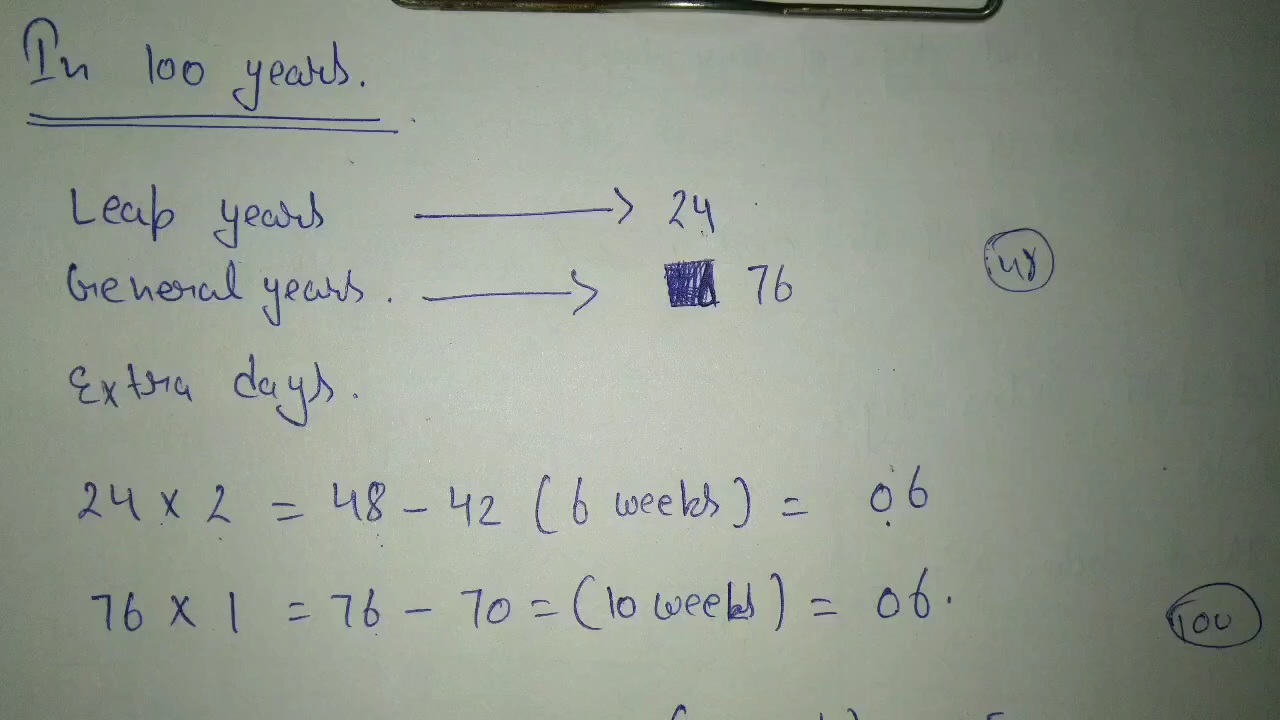 In 100 years.
Leap years → 24
General years. → 76
48
Extra days.
24 × 2 = 48 - 42 (6 weeks) = 06
76 × 1 = 76 - 70 = (10 weeks) = 06.
100